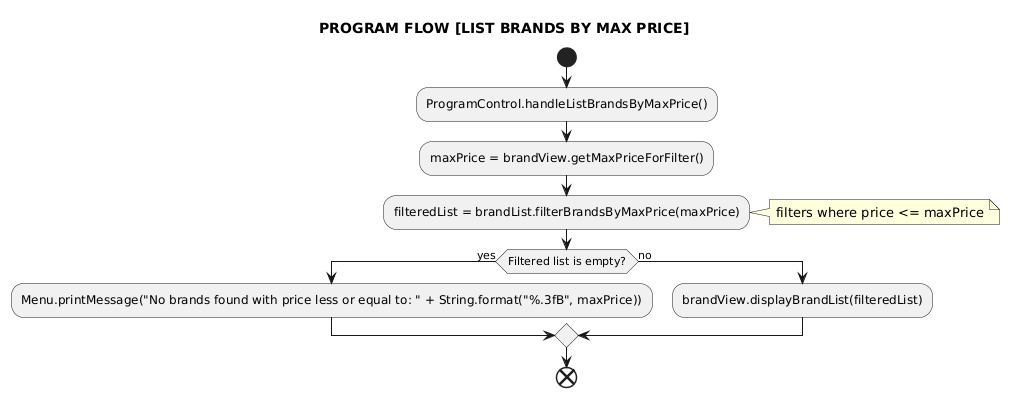 PROGRAM FLOW [LIST BRANDS BY MAX PRICE]
ProgramControl.handleListBrandsByMaxPrice()
maxPrice = brandView.getMaxPriceForFilter()
filteredList = brandList.filterBrandsByMaxPrice(maxPrice)
filters where price <= maxPrice
yes
Filtered list is empty?
no
Menu.printMessage("No brands found with price less or equal to: " + String.format("%.3fB", maxPrice))
brandView.displayBrandList(filteredList)